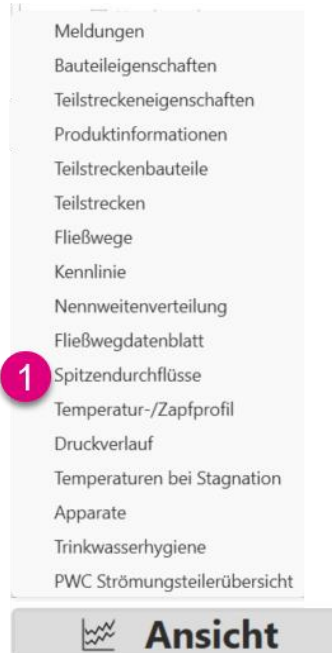 Meldungen
Bauteileigenschaften
Teilstreckeneigenschaften
Produktinformationen
Teilstreckenbauteile
Teilstrecken
Fließwege
Kennlinie
Nennweitenverteilung
Fließwegdatenblatt
1 Spitzendurchflüsse
Temperatur-/Zapfprofil
Druckverlauf
Temperaturen bei Stagnation
Apparate
Trinkwasserhygiene
PWC Strömungsteilerübersicht
Ansicht